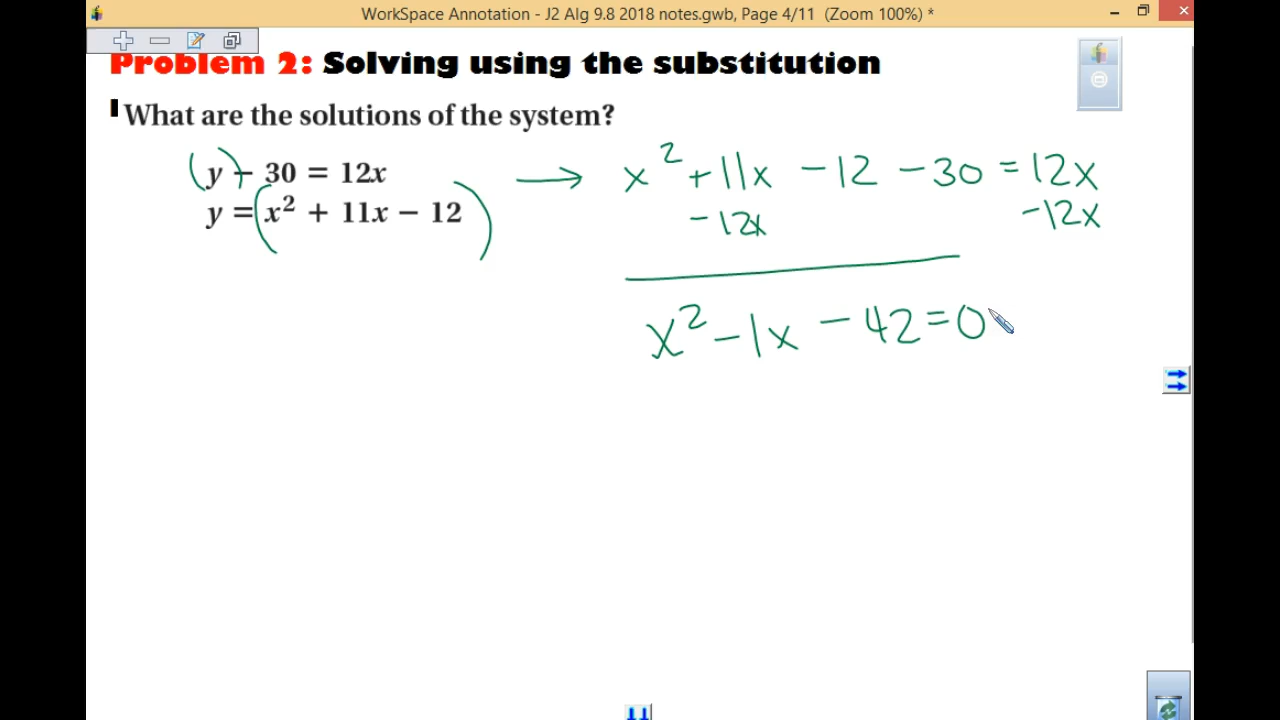 WorkSpace Annotation - J2 Alg 9.8 2018 notes.gwb, Page 4/11 (Zoom 100%) *
Problem 2: Solving using the substitution
What are the solutions of the system?
(y) − 30 = 12x → x² + 11x − 12 − 30 = 12x
y = (x² + 11x − 12) − 12x − 12x
x² − 1x − 42 = 0